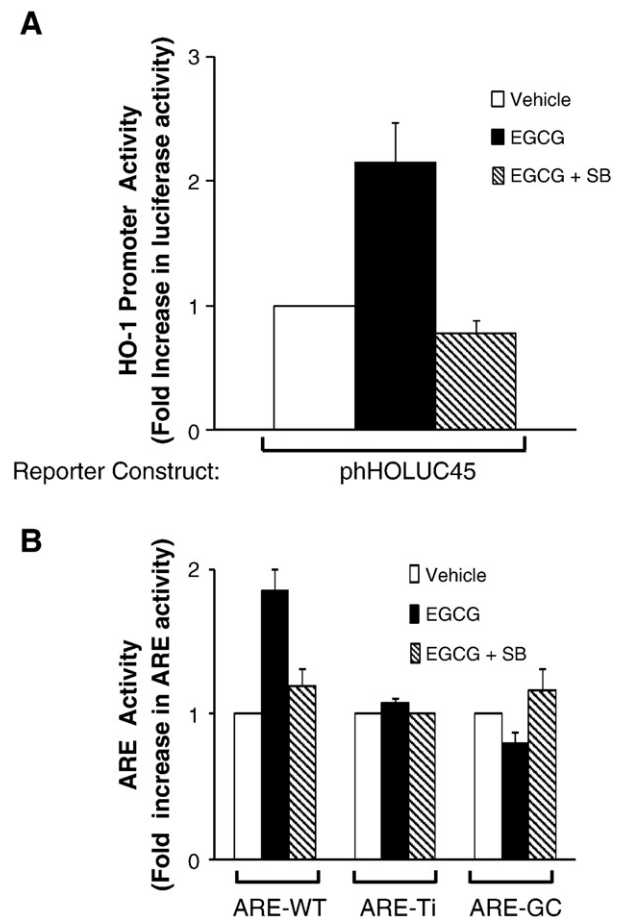 A
HO-1 Promoter Activity
(Fold Increase in luciferase activity)
3
2
1
0
Vehicle
EGCG
EGCG + SB
Reporter Construct:
phHOLUC45
B
ARE Activity
(Fold increase in ARE activity)
2
1
0
Vehicle
EGCG
EGCG + SB
ARE-WT
ARE-Ti
ARE-GC